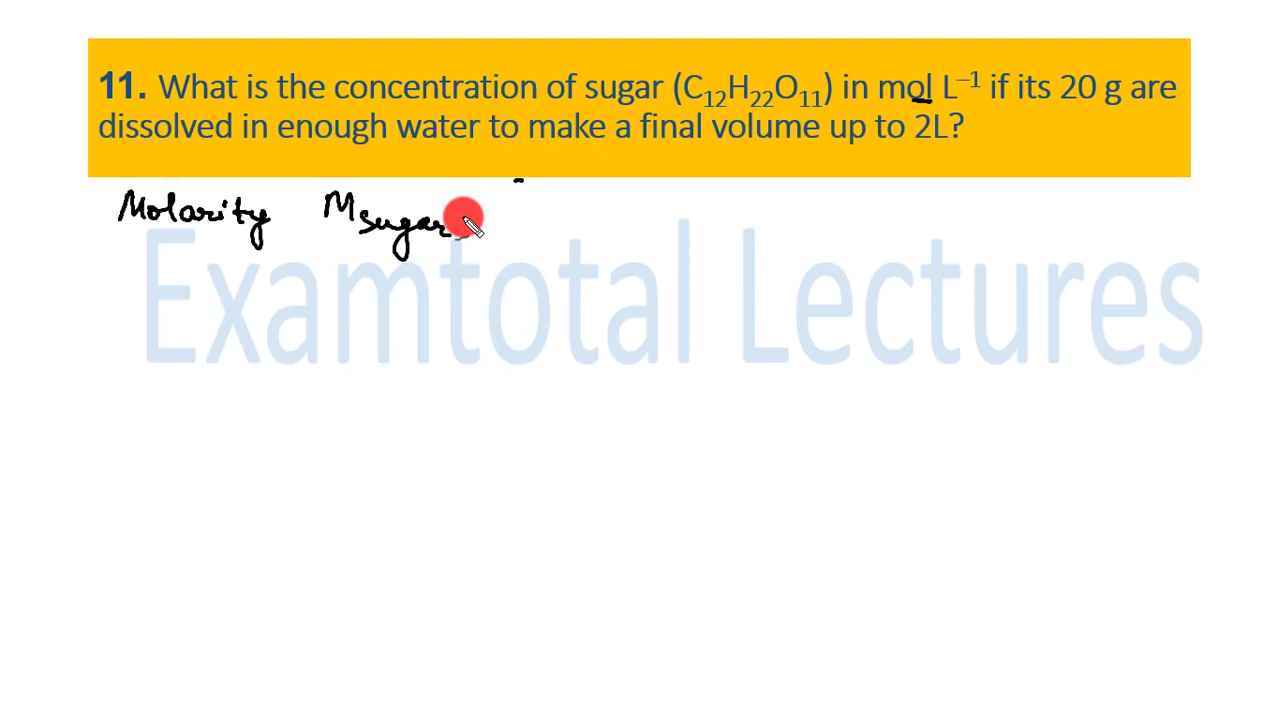 11. What is the concentration of sugar (C₁₂H₂₂O₁₁) in mol L⁻¹ if its 20 g are
dissolved in enough water to make a final volume up to 2L?
Molarity M sugar
Examtotal Lectures